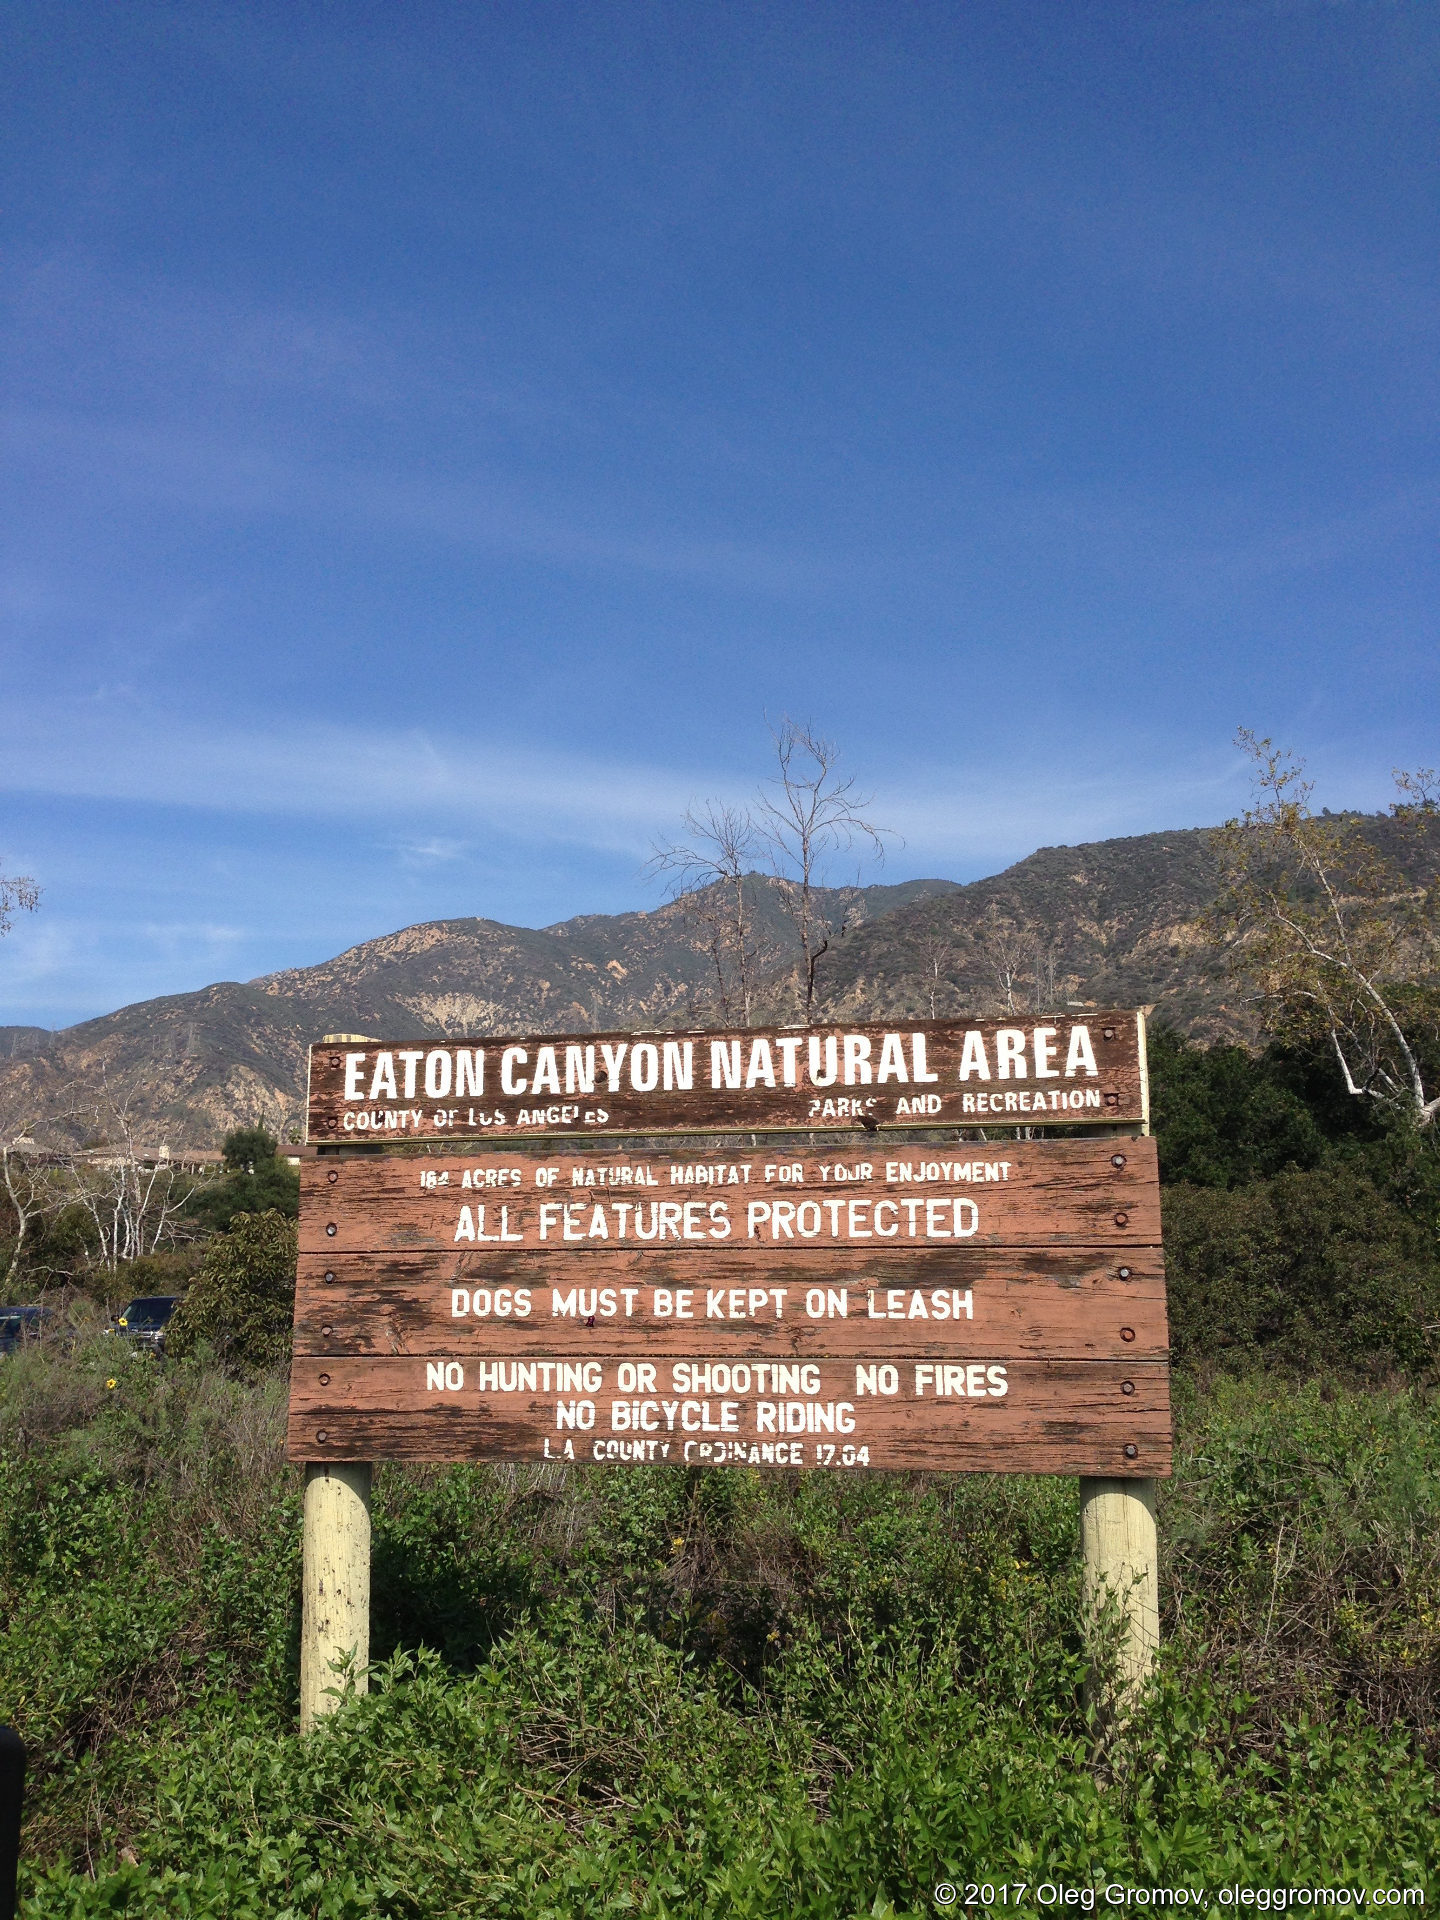 EATON CANYON NATURAL AREA
COUNTY OF LOS ANGELES PARKS AND RECREATION
184 ACRES OF NATURAL HABITAT FOR YOUR ENJOYMENT
ALL FEATURES PROTECTED
DOGS MUST BE KEPT ON LEASH
NO HUNTING OR SHOOTING NO FIRES
NO BICYCLE RIDING
L.A COUNTY ORDINANCE 17.04
© 2017 Oleg Gromov, oleggromov.com